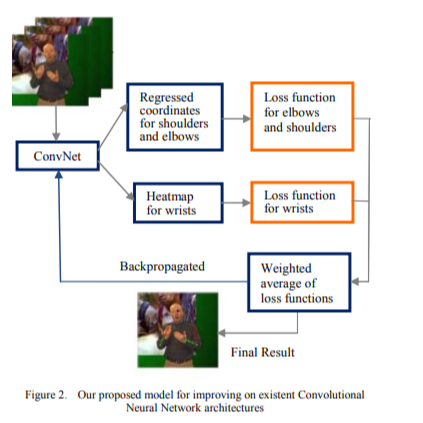 Regressed
coordinates
for shoulders
and elbows
Loss function
for elbows
and shoulders
ConvNet
Heatmap
for wrists
Loss function
for wrists
Backpropagated
Weighted
average of
loss functions
Final Result
Figure 2. Our proposed model for improving on existent Convolutional
Neural Network architectures